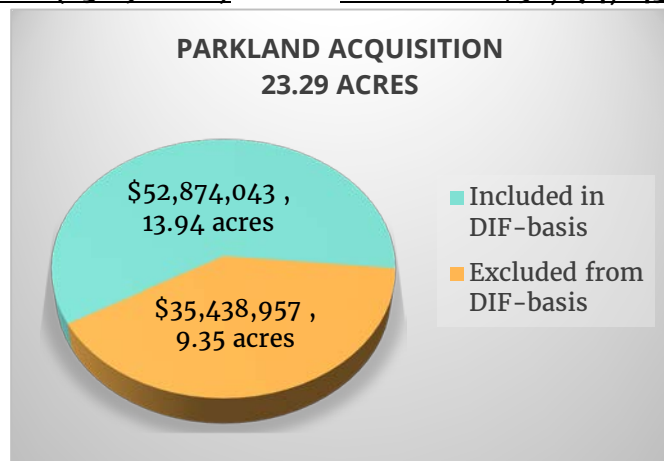 PARKLAND ACQUISITION
23.29 ACRES
$52,874,043 ,
13.94 acres
$35,438,957 ,
9.35 acres
Included in
DIF-basis
Excluded from
DIF-basis